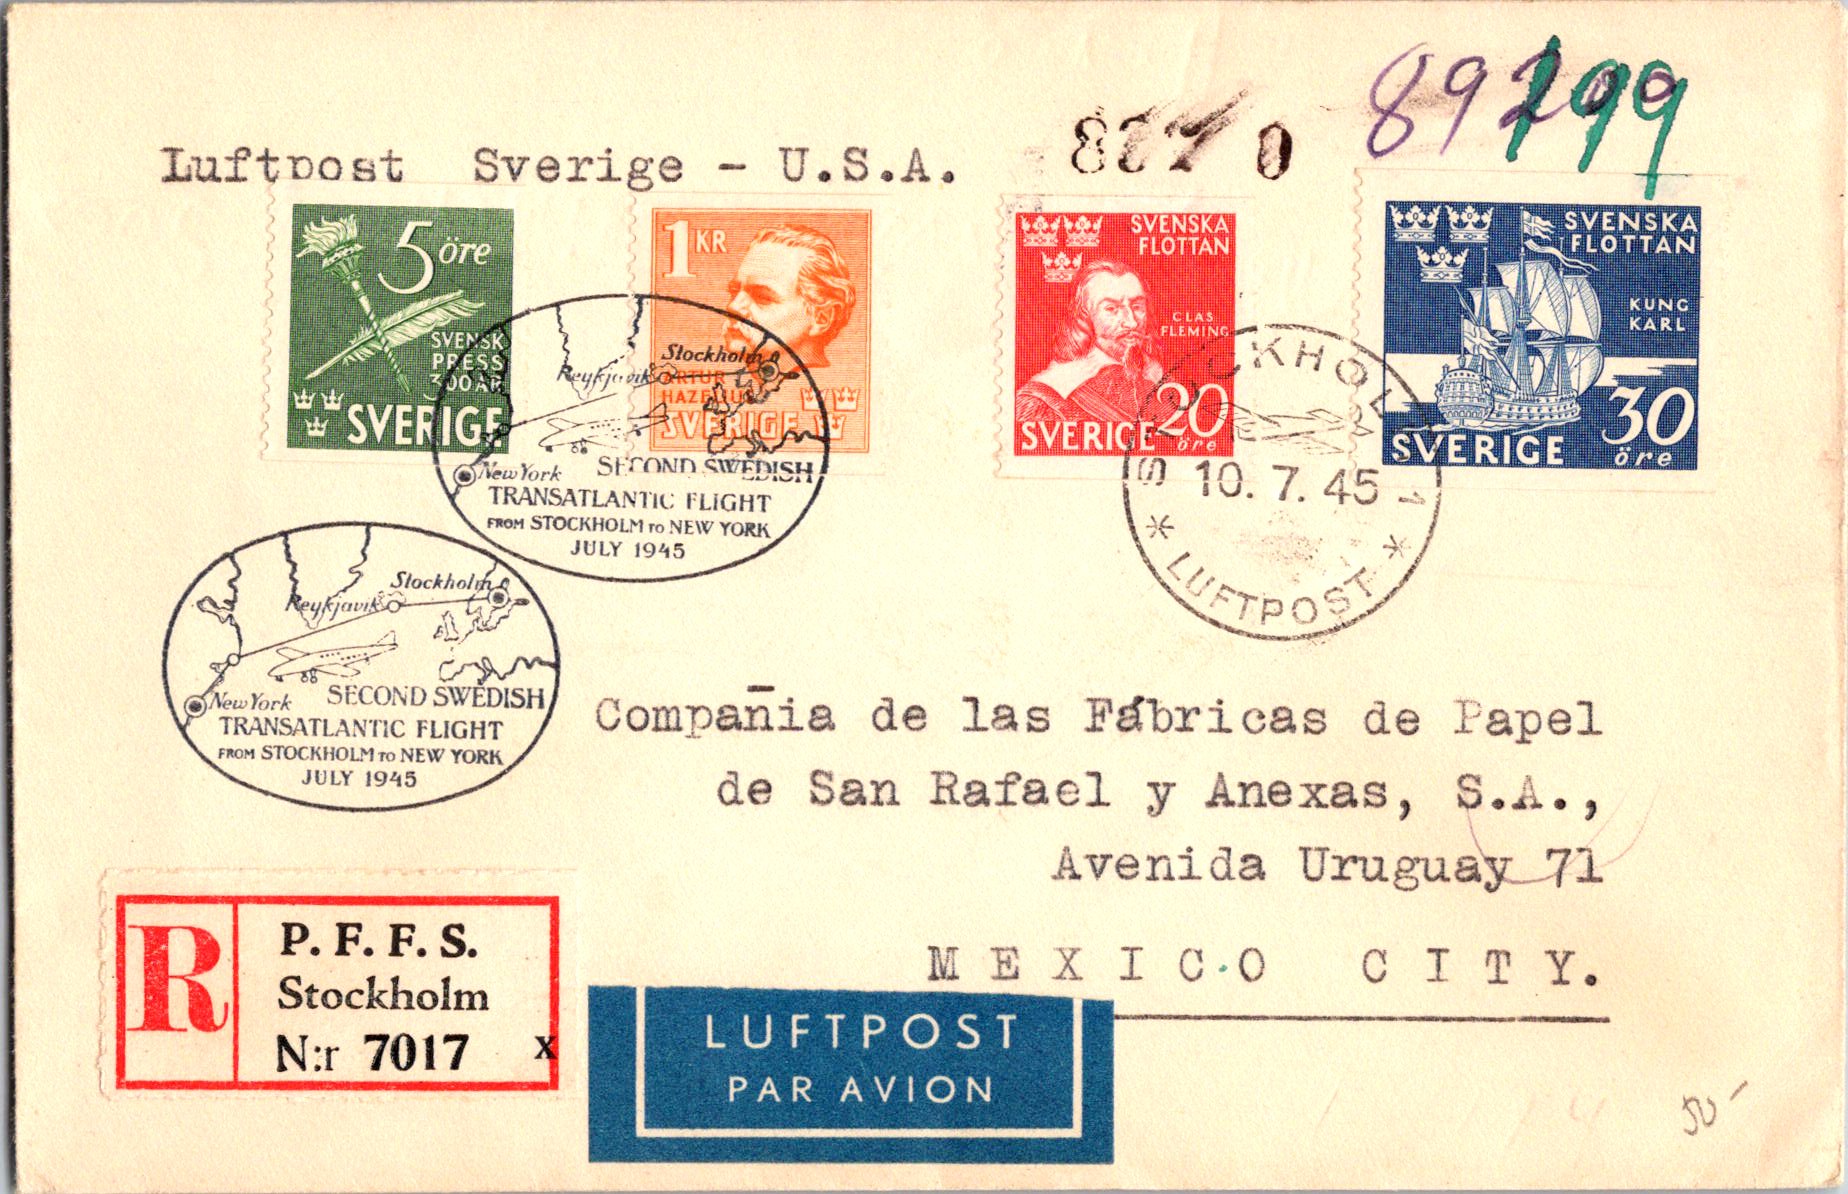 89200
199
Luftpost Sverige - U.S.A.
5 öre
SVENSK
PRESS
300 ÅR
SVERIGE
1 KR
ARTUR
HAZELIUS
SVERIGE
SVENSKA
FLOTTAN
CLAS
FLEMING
20
SVERIGE öre
SVENSKA
FLOTTAN
KUNG
KARL
30
SVERIGE öre
Stockholm
Reykjavik
New York SECOND SWEDISH
TRANSATLANTIC FLIGHT
FROM STOCKHOLM TO NEW YORK
JULY 1945
STOCKHOLM 1
10. 7. 45
* LUFTPOST *
Stockholm
Reykjavik
New York SECOND SWEDISH
TRANSATLANTIC FLIGHT
FROM STOCKHOLM TO NEW YORK
JULY 1945
Compañia de las Fábricas de Papel
de San Rafael y Anexas, S.A.,
Avenida Uruguay 71
MEXICO CITY.
R
P. F. F. S.
Stockholm
N:r 7017 x
LUFTPOST
PAR AVION
50-